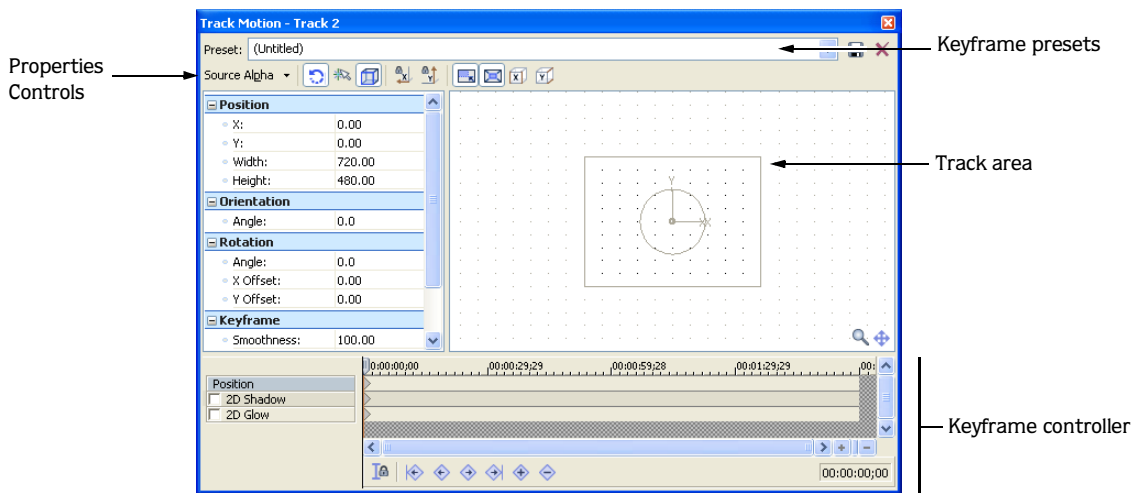 Track Motion - Track 2
Preset: (Untitled)
Keyframe presets
Properties
Controls
Source Alpha
Position
X: 0.00
Y: 0.00
Width: 720.00
Height: 480.00
Orientation
Angle: 0.0
Rotation
Angle: 0.0
X Offset: 0.00
Y Offset: 0.00
Keyframe
Smoothness: 100.00
Y
X
Track area
0:00:00;00 00:00:29;29 00:00:59;28 00:01:29;29 00:
Position
2D Shadow
2D Glow
Keyframe controller
00:00:00;00